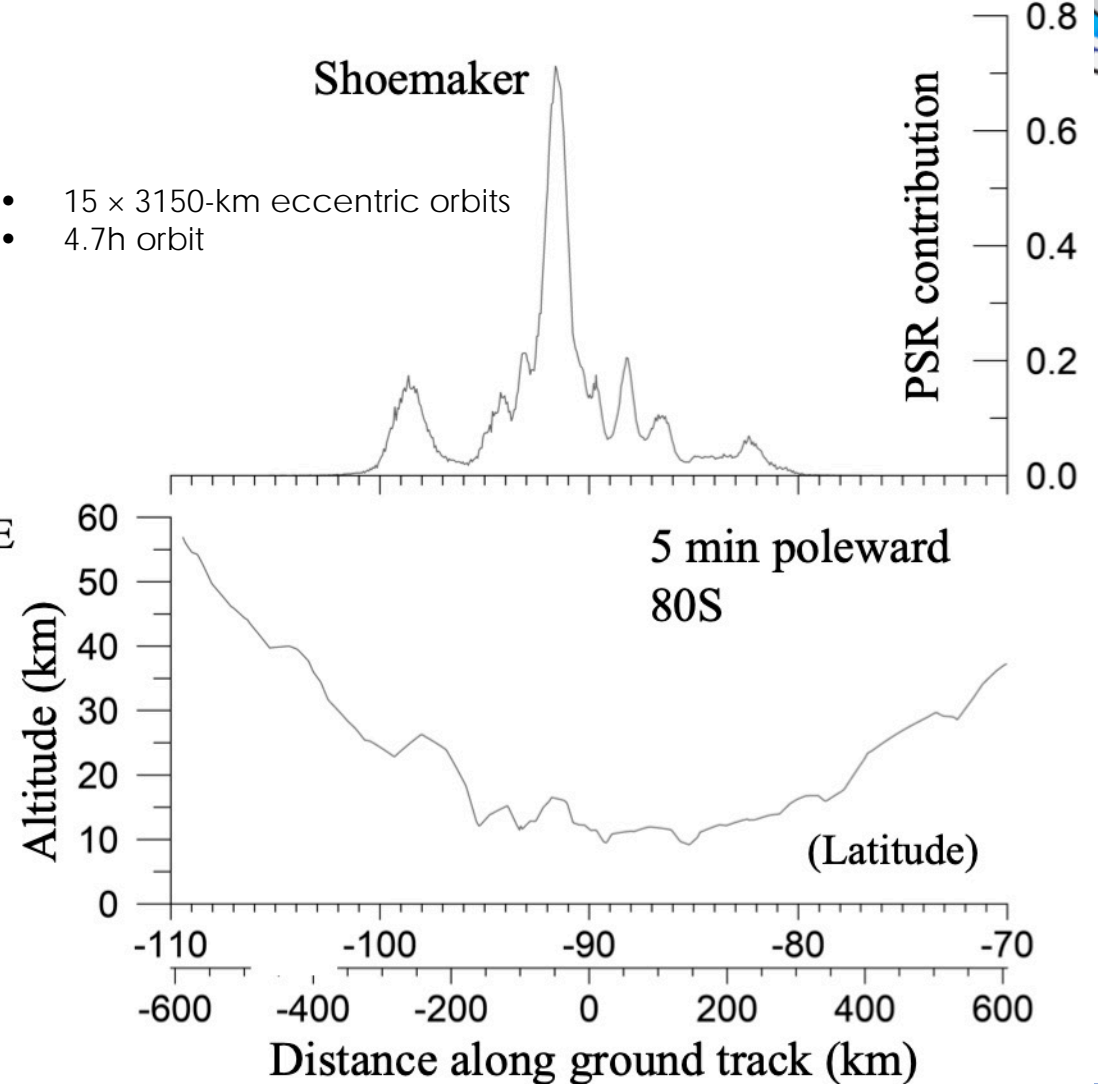 Shoemaker
• 15 × 3150-km eccentric orbits
• 4.7h orbit
PSR contribution
0.8
0.6
0.4
0.2
0.0
E
5 min poleward
80S
Altitude (km)
60
50
40
30
20
10
0
(Latitude)
-110 -100 -90 -80 -70
-600 -400 -200 0 200 400 600
Distance along ground track (km)